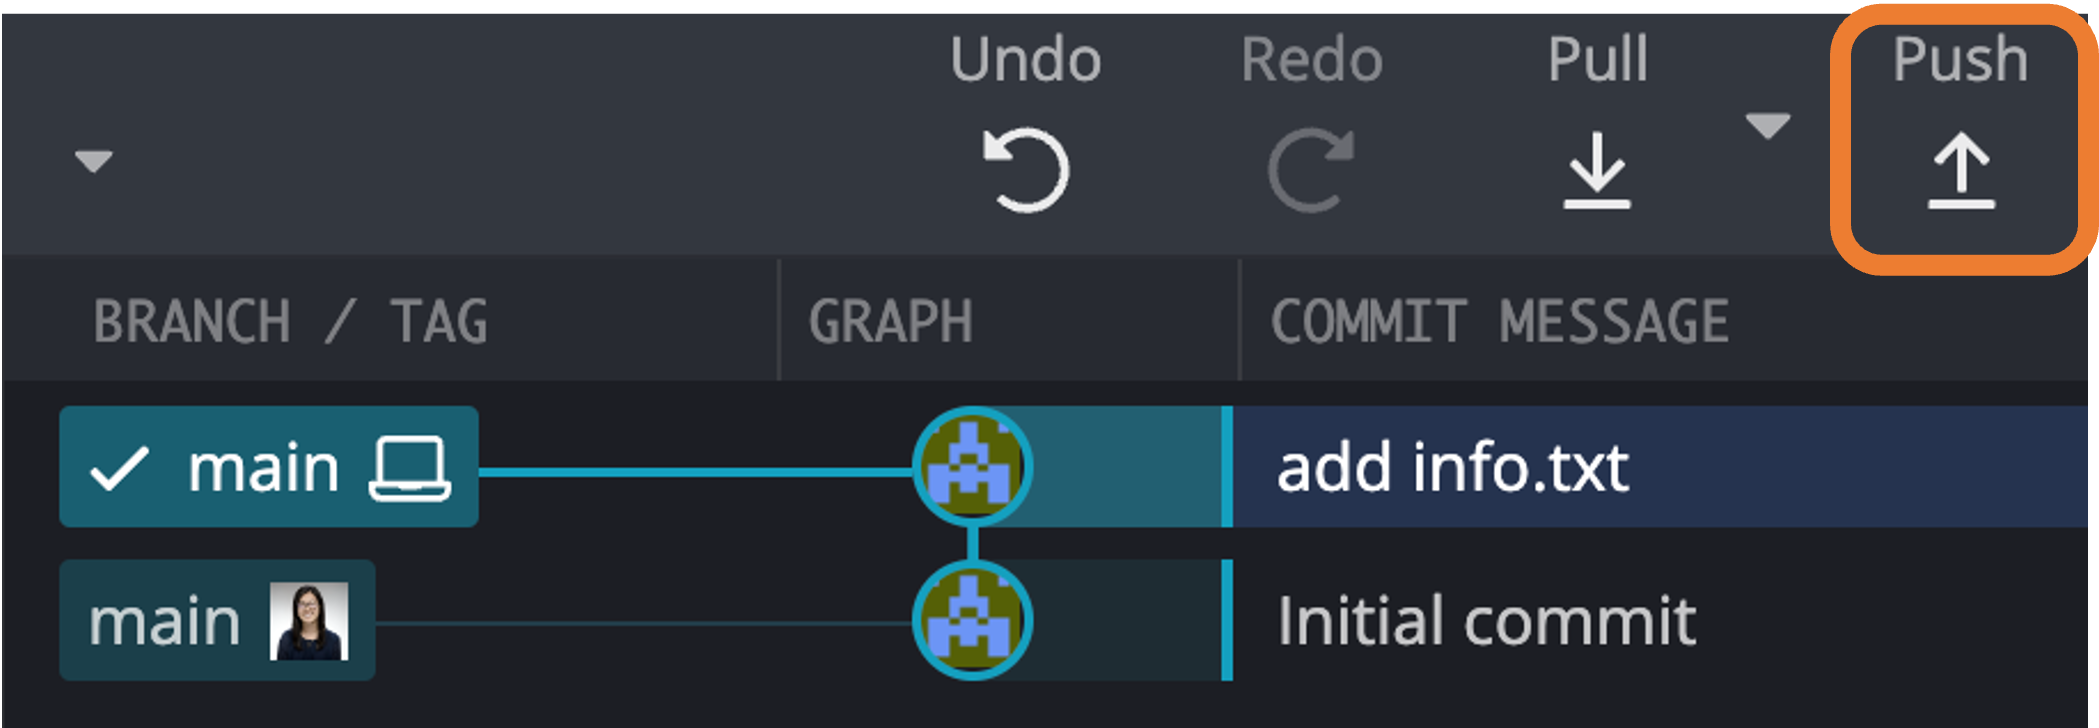 Undo Redo Pull Push
BRANCH / TAG GRAPH COMMIT MESSAGE
main add info.txt
main Initial commit